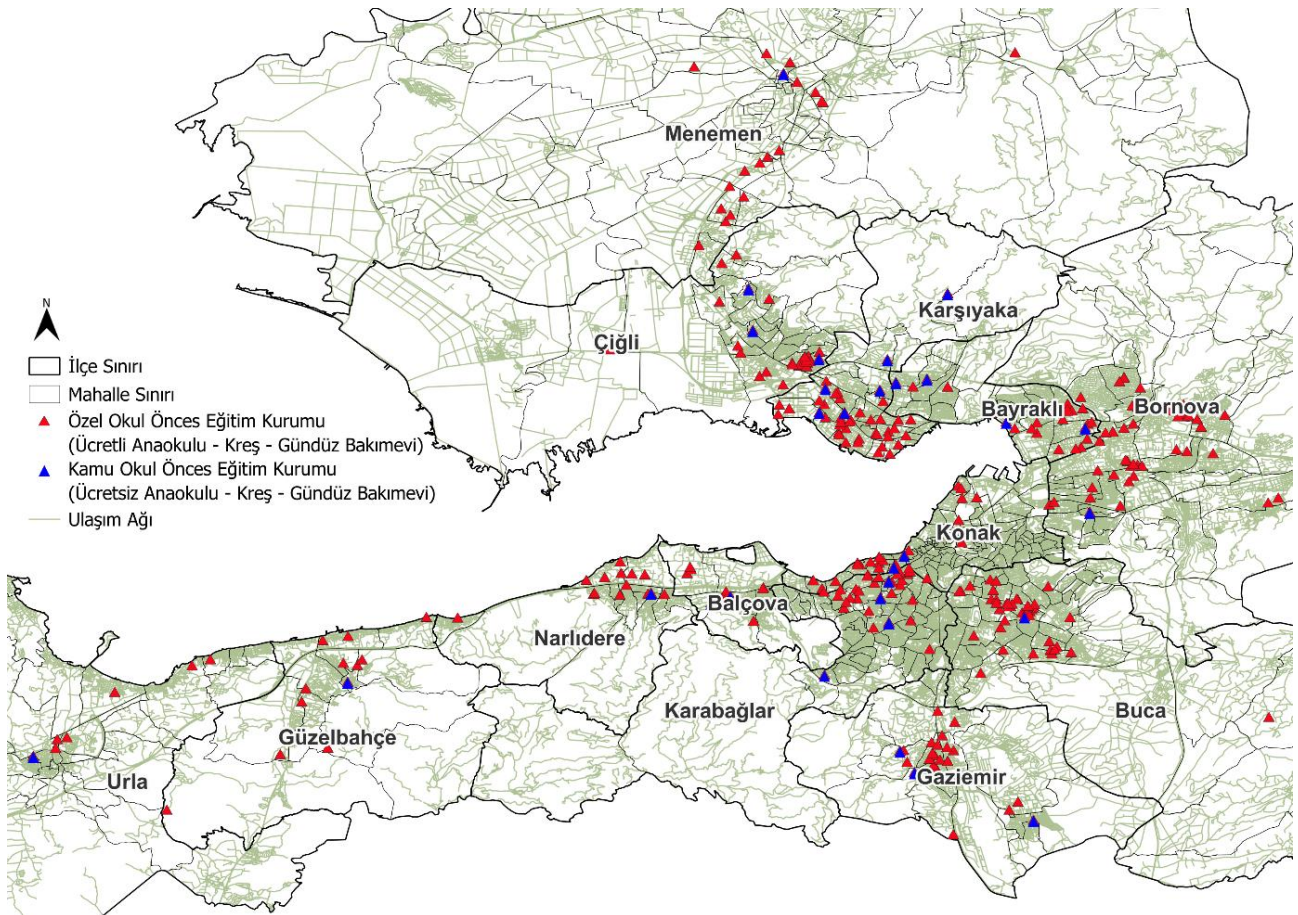 Menemen
Karşıyaka
Çiğli
Bayraklı
Bornova
N
İlçe Sınırı
Mahalle Sınırı
Özel Okul Önces Eğitim Kurumu
(Ücretli Anaokulu - Kreş - Gündüz Bakımevi)
Kamu Okul Önces Eğitim Kurumu
(Ücretsiz Anaokulu - Kreş - Gündüz Bakımevi)
Ulaşım Ağı
Konak
Balçova
Narlıdere
Karabağlar
Buca
Güzelbahçe
Gaziemir
Urla